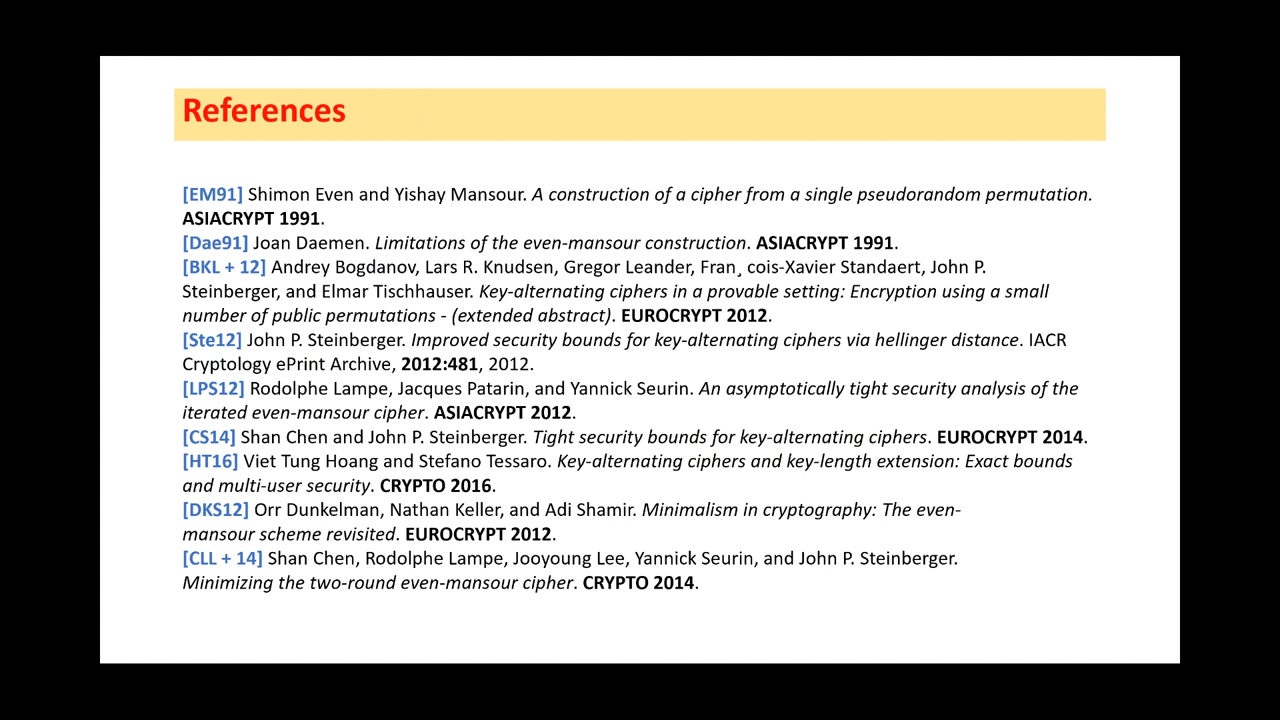 References
[EM91] Shimon Even and Yishay Mansour. A construction of a cipher from a single pseudorandom permutation.
ASIACRYPT 1991.
[Dae91] Joan Daemen. Limitations of the even-mansour construction. ASIACRYPT 1991.
[BKL + 12] Andrey Bogdanov, Lars R. Knudsen, Gregor Leander, Fran¸ cois-Xavier Standaert, John P.
Steinberger, and Elmar Tischhauser. Key-alternating ciphers in a provable setting: Encryption using a small
number of public permutations - (extended abstract). EUROCRYPT 2012.
[Ste12] John P. Steinberger. Improved security bounds for key-alternating ciphers via hellinger distance. IACR
Cryptology ePrint Archive, 2012:481, 2012.
[LPS12] Rodolphe Lampe, Jacques Patarin, and Yannick Seurin. An asymptotically tight security analysis of the
iterated even-mansour cipher. ASIACRYPT 2012.
[CS14] Shan Chen and John P. Steinberger. Tight security bounds for key-alternating ciphers. EUROCRYPT 2014.
[HT16] Viet Tung Hoang and Stefano Tessaro. Key-alternating ciphers and key-length extension: Exact bounds
and multi-user security. CRYPTO 2016.
[DKS12] Orr Dunkelman, Nathan Keller, and Adi Shamir. Minimalism in cryptography: The even-
mansour scheme revisited. EUROCRYPT 2012.
[CLL + 14] Shan Chen, Rodolphe Lampe, Jooyoung Lee, Yannick Seurin, and John P. Steinberger.
Minimizing the two-round even-mansour cipher. CRYPTO 2014.